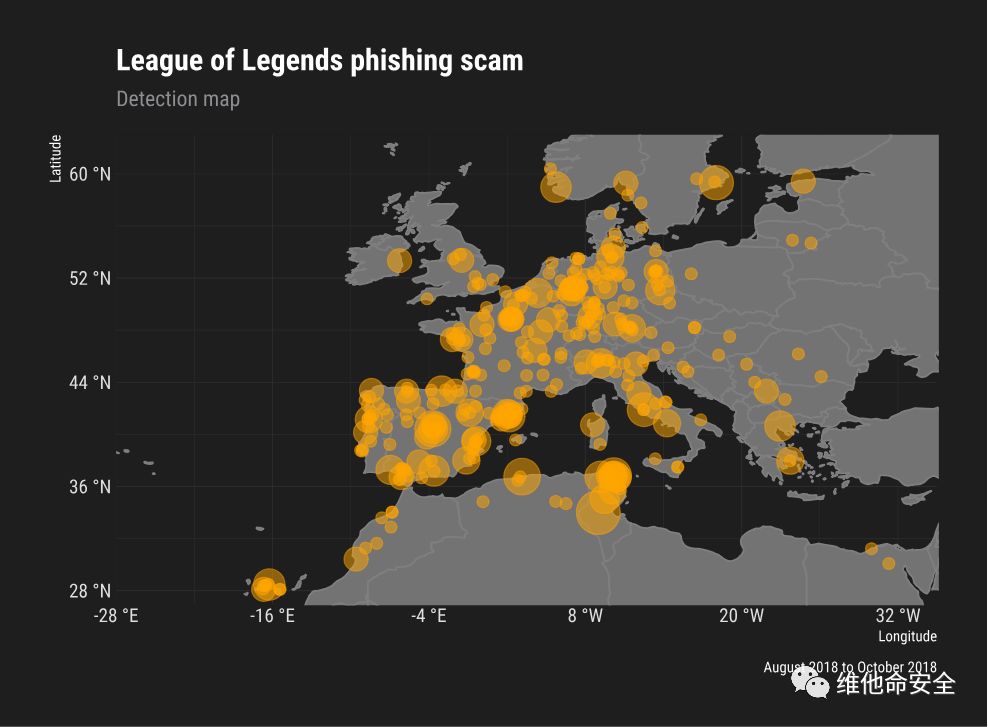 League of Legends phishing scam
Detection map
Latitude
60 °N
52 °N
44 °N
36 °N
28 °N
-28 °E
-16 °E
-4 °E
8 °W
20 °W
32 °W
Longitude
August 2018 to October 2018
维他命安全